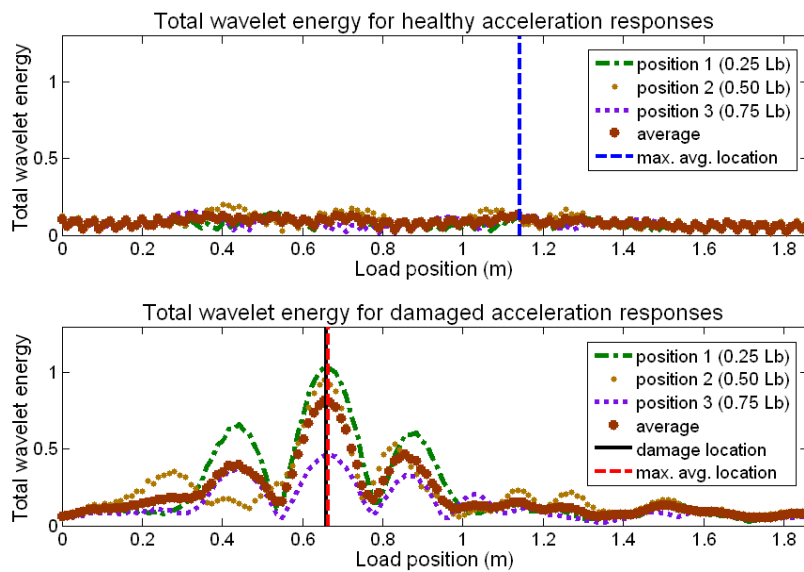 Total wavelet energy for healthy acceleration responses
Total wavelet energy
1
0.5
0
position 1 (0.25 Lb)
position 2 (0.50 Lb)
position 3 (0.75 Lb)
average
max. avg. location
0 0.2 0.4 0.6 0.8 1 1.2 1.4 1.6 1.8
Load position (m)
Total wavelet energy for damaged acceleration responses
Total wavelet energy
1
0.5
0
position 1 (0.25 Lb)
position 2 (0.50 Lb)
position 3 (0.75 Lb)
average
damage location
max. avg. location
0 0.2 0.4 0.6 0.8 1 1.2 1.4 1.6 1.8
Load position (m)